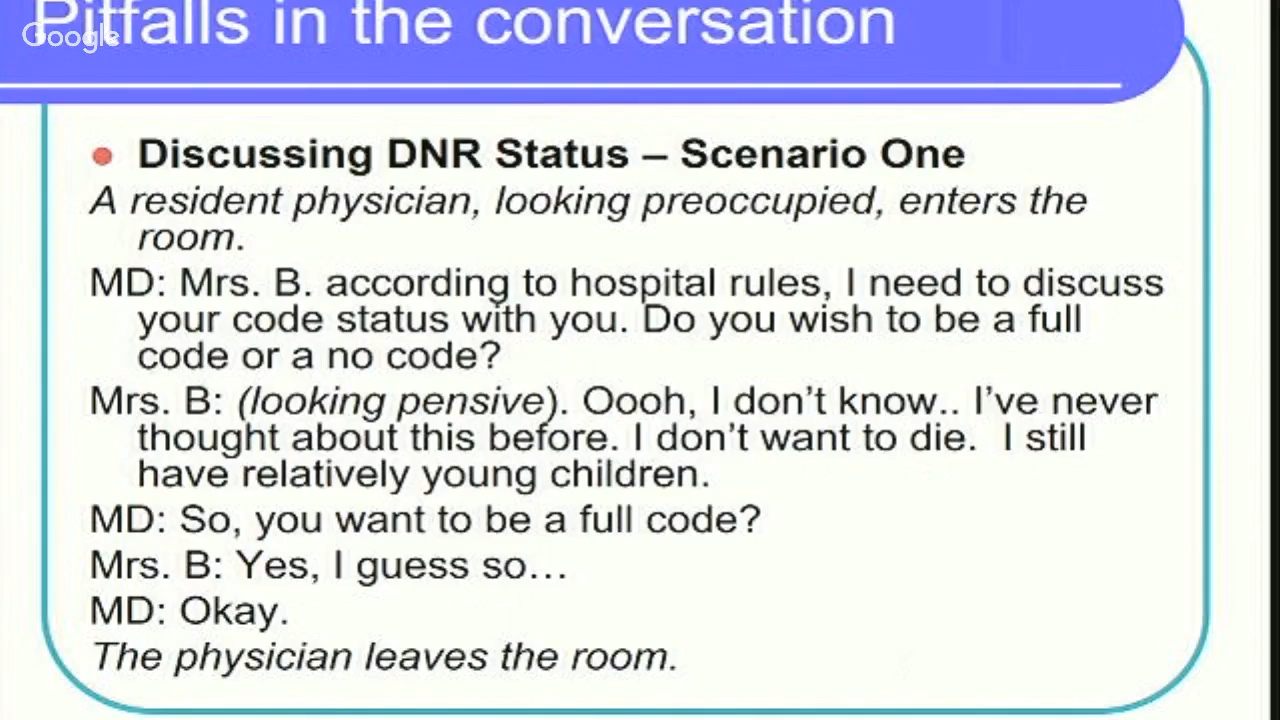 Pitfalls in the conversation
Google
Discussing DNR Status – Scenario One
A resident physician, looking preoccupied, enters the
room.
MD: Mrs. B. according to hospital rules, I need to discuss
your code status with you. Do you wish to be a full
code or a no code?
Mrs. B: (looking pensive). Oooh, I don’t know.. I’ve never
thought about this before. I don’t want to die.  I still
have relatively young children.
MD: So, you want to be a full code?
Mrs. B: Yes, I guess so…
MD: Okay.
The physician leaves the room.